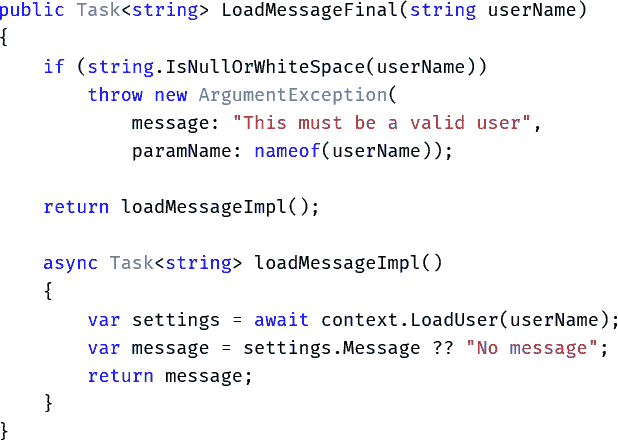 public Task<string> LoadMessageFinal(string userName)
{
    if (string.IsNullOrWhiteSpace(userName))
        throw new ArgumentException(
            message: "This must be a valid user",
            paramName: nameof(userName));

    return loadMessageImpl();

    async Task<string> loadMessageImpl()
    {
        var settings = await context.LoadUser(userName);
        var message = settings.Message ?? "No message";
        return message;
    }
}